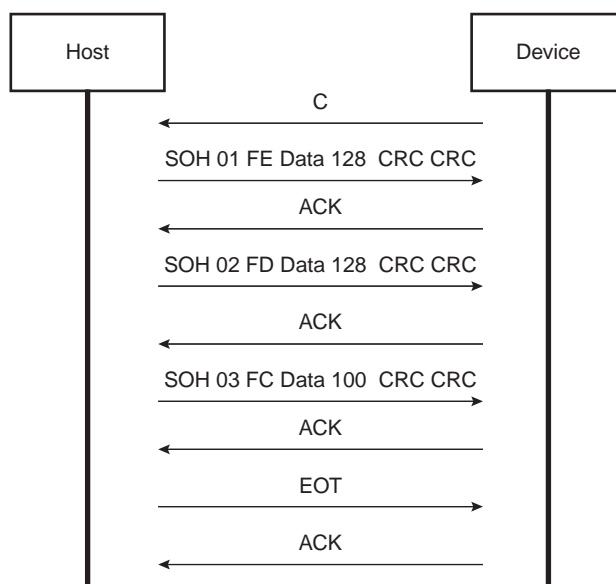 Host
Device
C
SOH 01 FE Data 128 CRC CRC
ACK
SOH 02 FD Data 128 CRC CRC
ACK
SOH 03 FC Data 100 CRC CRC
ACK
EOT
ACK